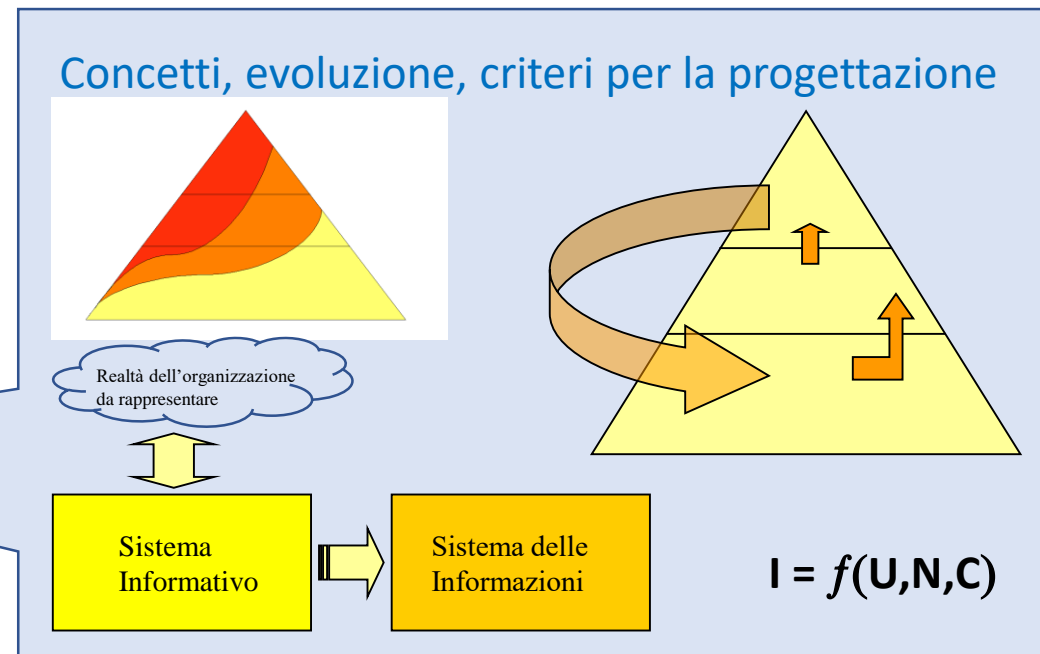 Concetti, evoluzione, criteri per la progettazione
Realtà dell’organizzazione
da rappresentare
Sistema
Informativo
Sistema delle
Informazioni
I = f(U,N,C)